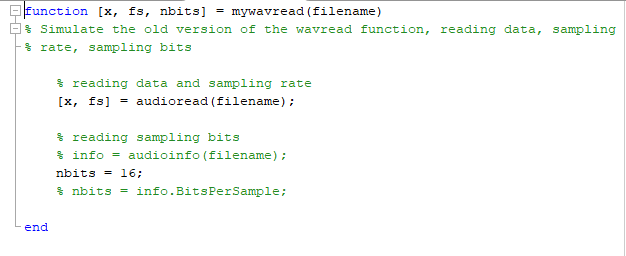 function [x, fs, nbits] = mywavread(filename)
% Simulate the old version of the wavread function, reading data, sampling
% rate, sampling bits
% reading data and sampling rate
[x, fs] = audioread(filename);
% reading sampling bits
% info = audioinfo(filename);
nbits = 16;
% nbits = info.BitsPerSample;
end